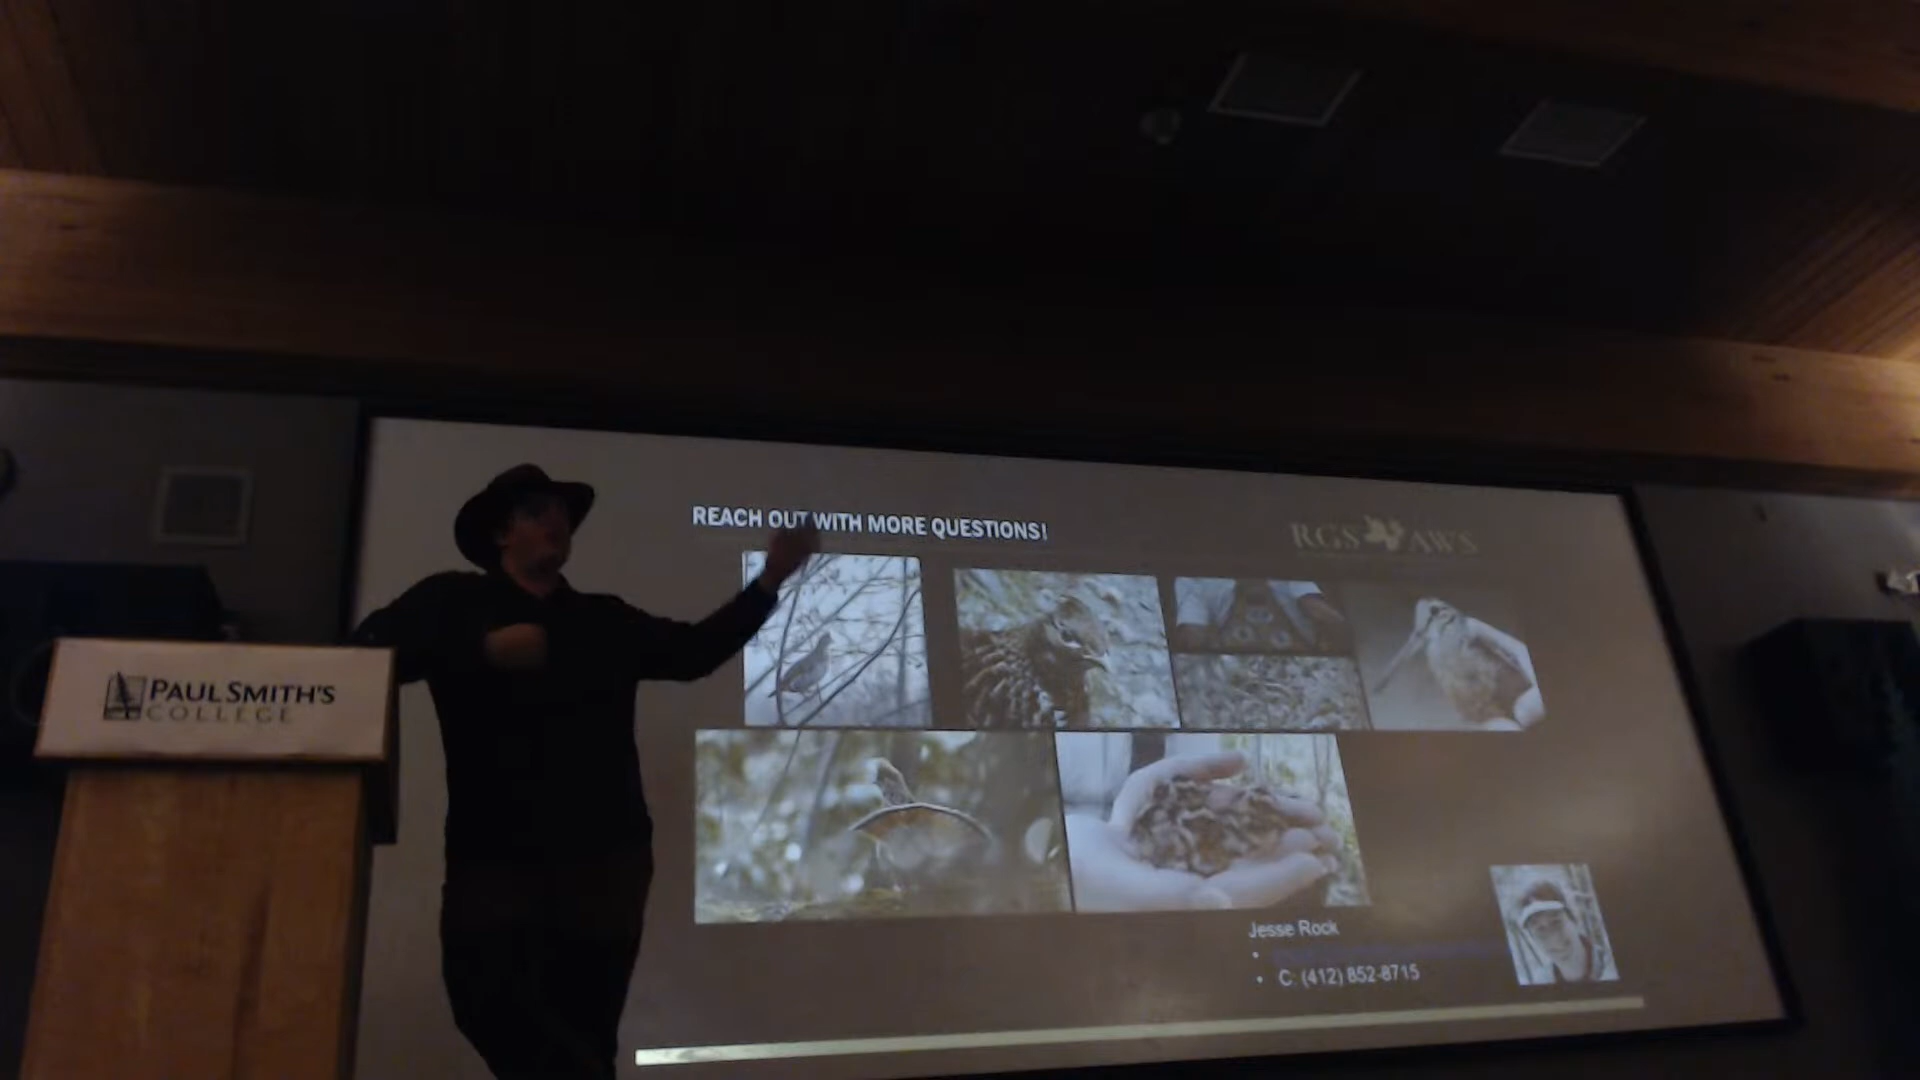 REACH OUT WITH MORE QUESTIONS!
RGS AWS
PAUL SMITH'S
COLLEGE
Jesse Rock
•
• C: (412) 852-8715